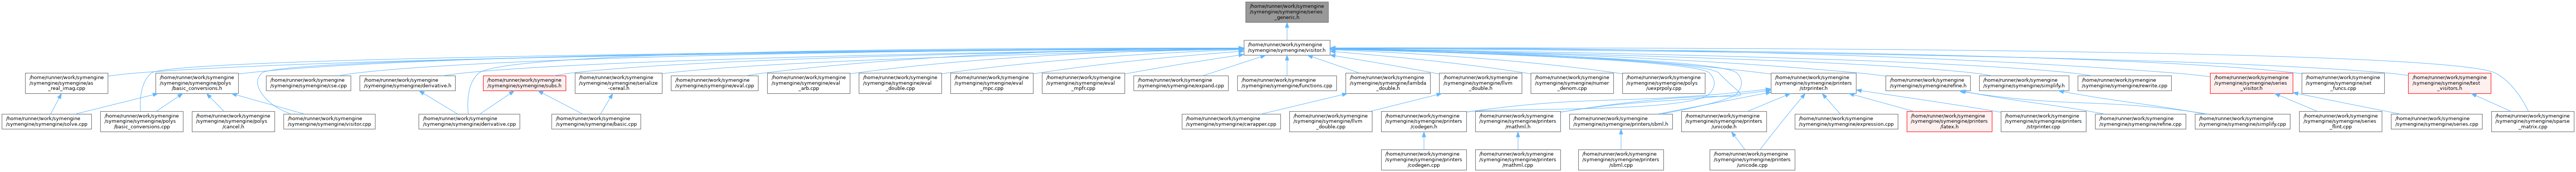 /home/runner/work/symengine
/symengine/symengine/series
_generic.h
/home/runner/work/symengine
/symengine/symengine/visitor.h
/home/runner/work/symengine
/symengine/symengine/as
_real_imag.cpp
/home/runner/work/symengine
/symengine/symengine/polys
/basic_conversions.h
/home/runner/work/symengine
/symengine/symengine/cse.cpp
/home/runner/work/symengine
/symengine/symengine/derivative.h
/home/runner/work/symengine
/symengine/symengine/subs.h
/home/runner/work/symengine
/symengine/symengine/serialize
-cereal.h
/home/runner/work/symengine
/symengine/symengine/eval.cpp
/home/runner/work/symengine
/symengine/symengine/eval
_arb.cpp
/home/runner/work/symengine
/symengine/symengine/eval
_double.cpp
/home/runner/work/symengine
/symengine/symengine/eval
_mpc.cpp
/home/runner/work/symengine
/symengine/symengine/eval
_mpfr.cpp
/home/runner/work/symengine
/symengine/symengine/expand.cpp
/home/runner/work/symengine
/symengine/symengine/functions.cpp
/home/runner/work/symengine
/symengine/symengine/lambda
_double.h
/home/runner/work/symengine
/symengine/symengine/llvm
_double.h
/home/runner/work/symengine
/symengine/symengine/numer
_denom.cpp
/home/runner/work/symengine
/symengine/symengine/polys
/uexprpoly.cpp
/home/runner/work/symengine
/symengine/symengine/printers
/strprinter.h
/home/runner/work/symengine
/symengine/symengine/refine.h
/home/runner/work/symengine
/symengine/symengine/simplify.h
/home/runner/work/symengine
/symengine/symengine/rewrite.cpp
/home/runner/work/symengine
/symengine/symengine/series
_visitor.h
/home/runner/work/symengine
/symengine/symengine/set
_funcs.cpp
/home/runner/work/symengine
/symengine/symengine/test
_visitors.h
/home/runner/work/symengine
/symengine/symengine/solve.cpp
/home/runner/work/symengine
/symengine/symengine/polys
/basic_conversions.cpp
/home/runner/work/symengine
/symengine/symengine/polys
/cancel.h
/home/runner/work/symengine
/symengine/symengine/visitor.cpp
/home/runner/work/symengine
/symengine/symengine/derivative.cpp
/home/runner/work/symengine
/symengine/symengine/basic.cpp
/home/runner/work/symengine
/symengine/symengine/cwrapper.cpp
/home/runner/work/symengine
/symengine/symengine/llvm
_double.cpp
/home/runner/work/symengine
/symengine/symengine/printers
/codegen.h
/home/runner/work/symengine
/symengine/symengine/printers
/mathml.h
/home/runner/work/symengine
/symengine/symengine/printers/sbml.h
/home/runner/work/symengine
/symengine/symengine/printers
/unicode.h
/home/runner/work/symengine
/symengine/symengine/expression.cpp
/home/runner/work/symengine
/symengine/symengine/printers
/latex.h
/home/runner/work/symengine
/symengine/symengine/printers
/strprinter.cpp
/home/runner/work/symengine
/symengine/symengine/refine.cpp
/home/runner/work/symengine
/symengine/symengine/simplify.cpp
/home/runner/work/symengine
/symengine/symengine/series
_flint.cpp
/home/runner/work/symengine
/symengine/symengine/series.cpp
/home/runner/work/symengine
/symengine/symengine/sparse
_matrix.cpp
/home/runner/work/symengine
/symengine/symengine/printers
/codegen.cpp
/home/runner/work/symengine
/symengine/symengine/printers
/mathml.cpp
/home/runner/work/symengine
/symengine/symengine/printers
/sbml.cpp
/home/runner/work/symengine
/symengine/symengine/printers
/unicode.cpp